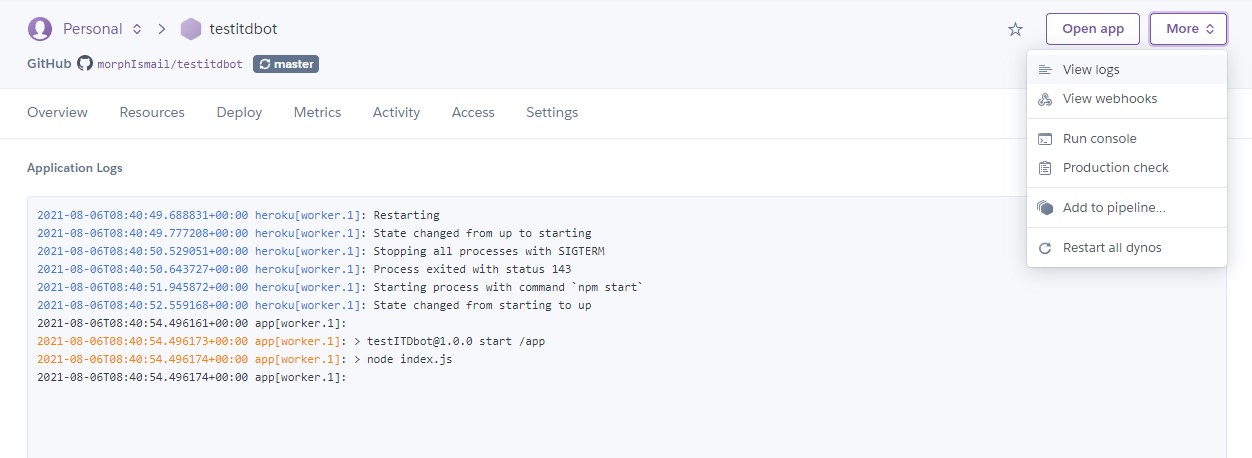 Personal testitdbot Open app More
GitHub morphIsmail/testitdbot master
View logs
View webhooks
Run console
Production check
Add to pipeline...
Restart all dynos
Overview Resources Deploy Metrics Activity Access Settings
Application Logs
2021-08-06T08:40:49.688831+00:00 heroku[worker.1]: Restarting
2021-08-06T08:40:49.777208+00:00 heroku[worker.1]: State changed from up to starting
2021-08-06T08:40:50.529051+00:00 heroku[worker.1]: Stopping all processes with SIGTERM
2021-08-06T08:40:50.643727+00:00 heroku[worker.1]: Process exited with status 143
2021-08-06T08:40:51.945872+00:00 heroku[worker.1]: Starting process with command `npm start`
2021-08-06T08:40:52.559168+00:00 heroku[worker.1]: State changed from starting to up
2021-08-06T08:40:54.496161+00:00 app[worker.1]:
2021-08-06T08:40:54.496173+00:00 app[worker.1]: > testITDbot@1.0.0 start /app
2021-08-06T08:40:54.496174+00:00 app[worker.1]: > node index.js
2021-08-06T08:40:54.496174+00:00 app[worker.1]: